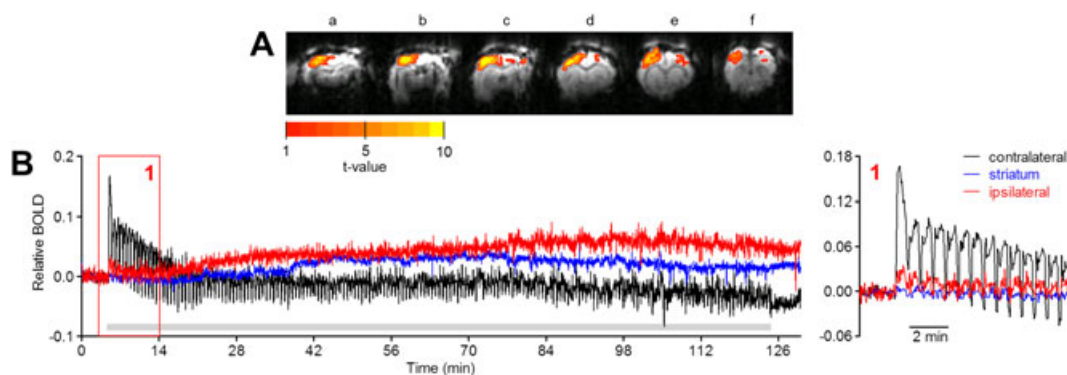 a b c d e f
A
1 5 10
t-value
B
0.2
0.1
0.0
-0.1
Relative BOLD
1
0 14 28 42 56 70 84 98 112 126
Time (min)
0.18
0.12
0.06
0.00
-0.06
1
contralateral
striatum
ipsilateral
2 min